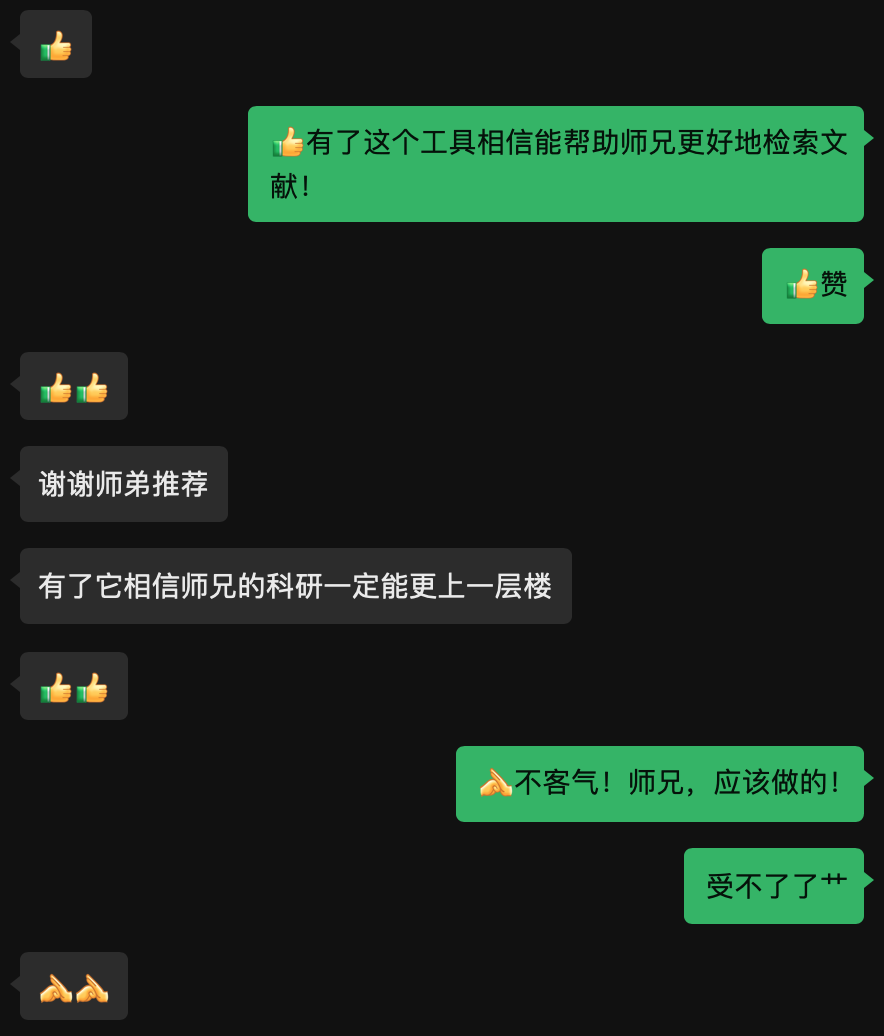 👍
👍有了这个工具相信能帮助师兄更好地检索文
献！
👍赞
👍👍
谢谢师弟推荐
有了它相信师兄的科研一定能更上一层楼
👍👍
不客气！师兄，应该做的！
受不了了艹